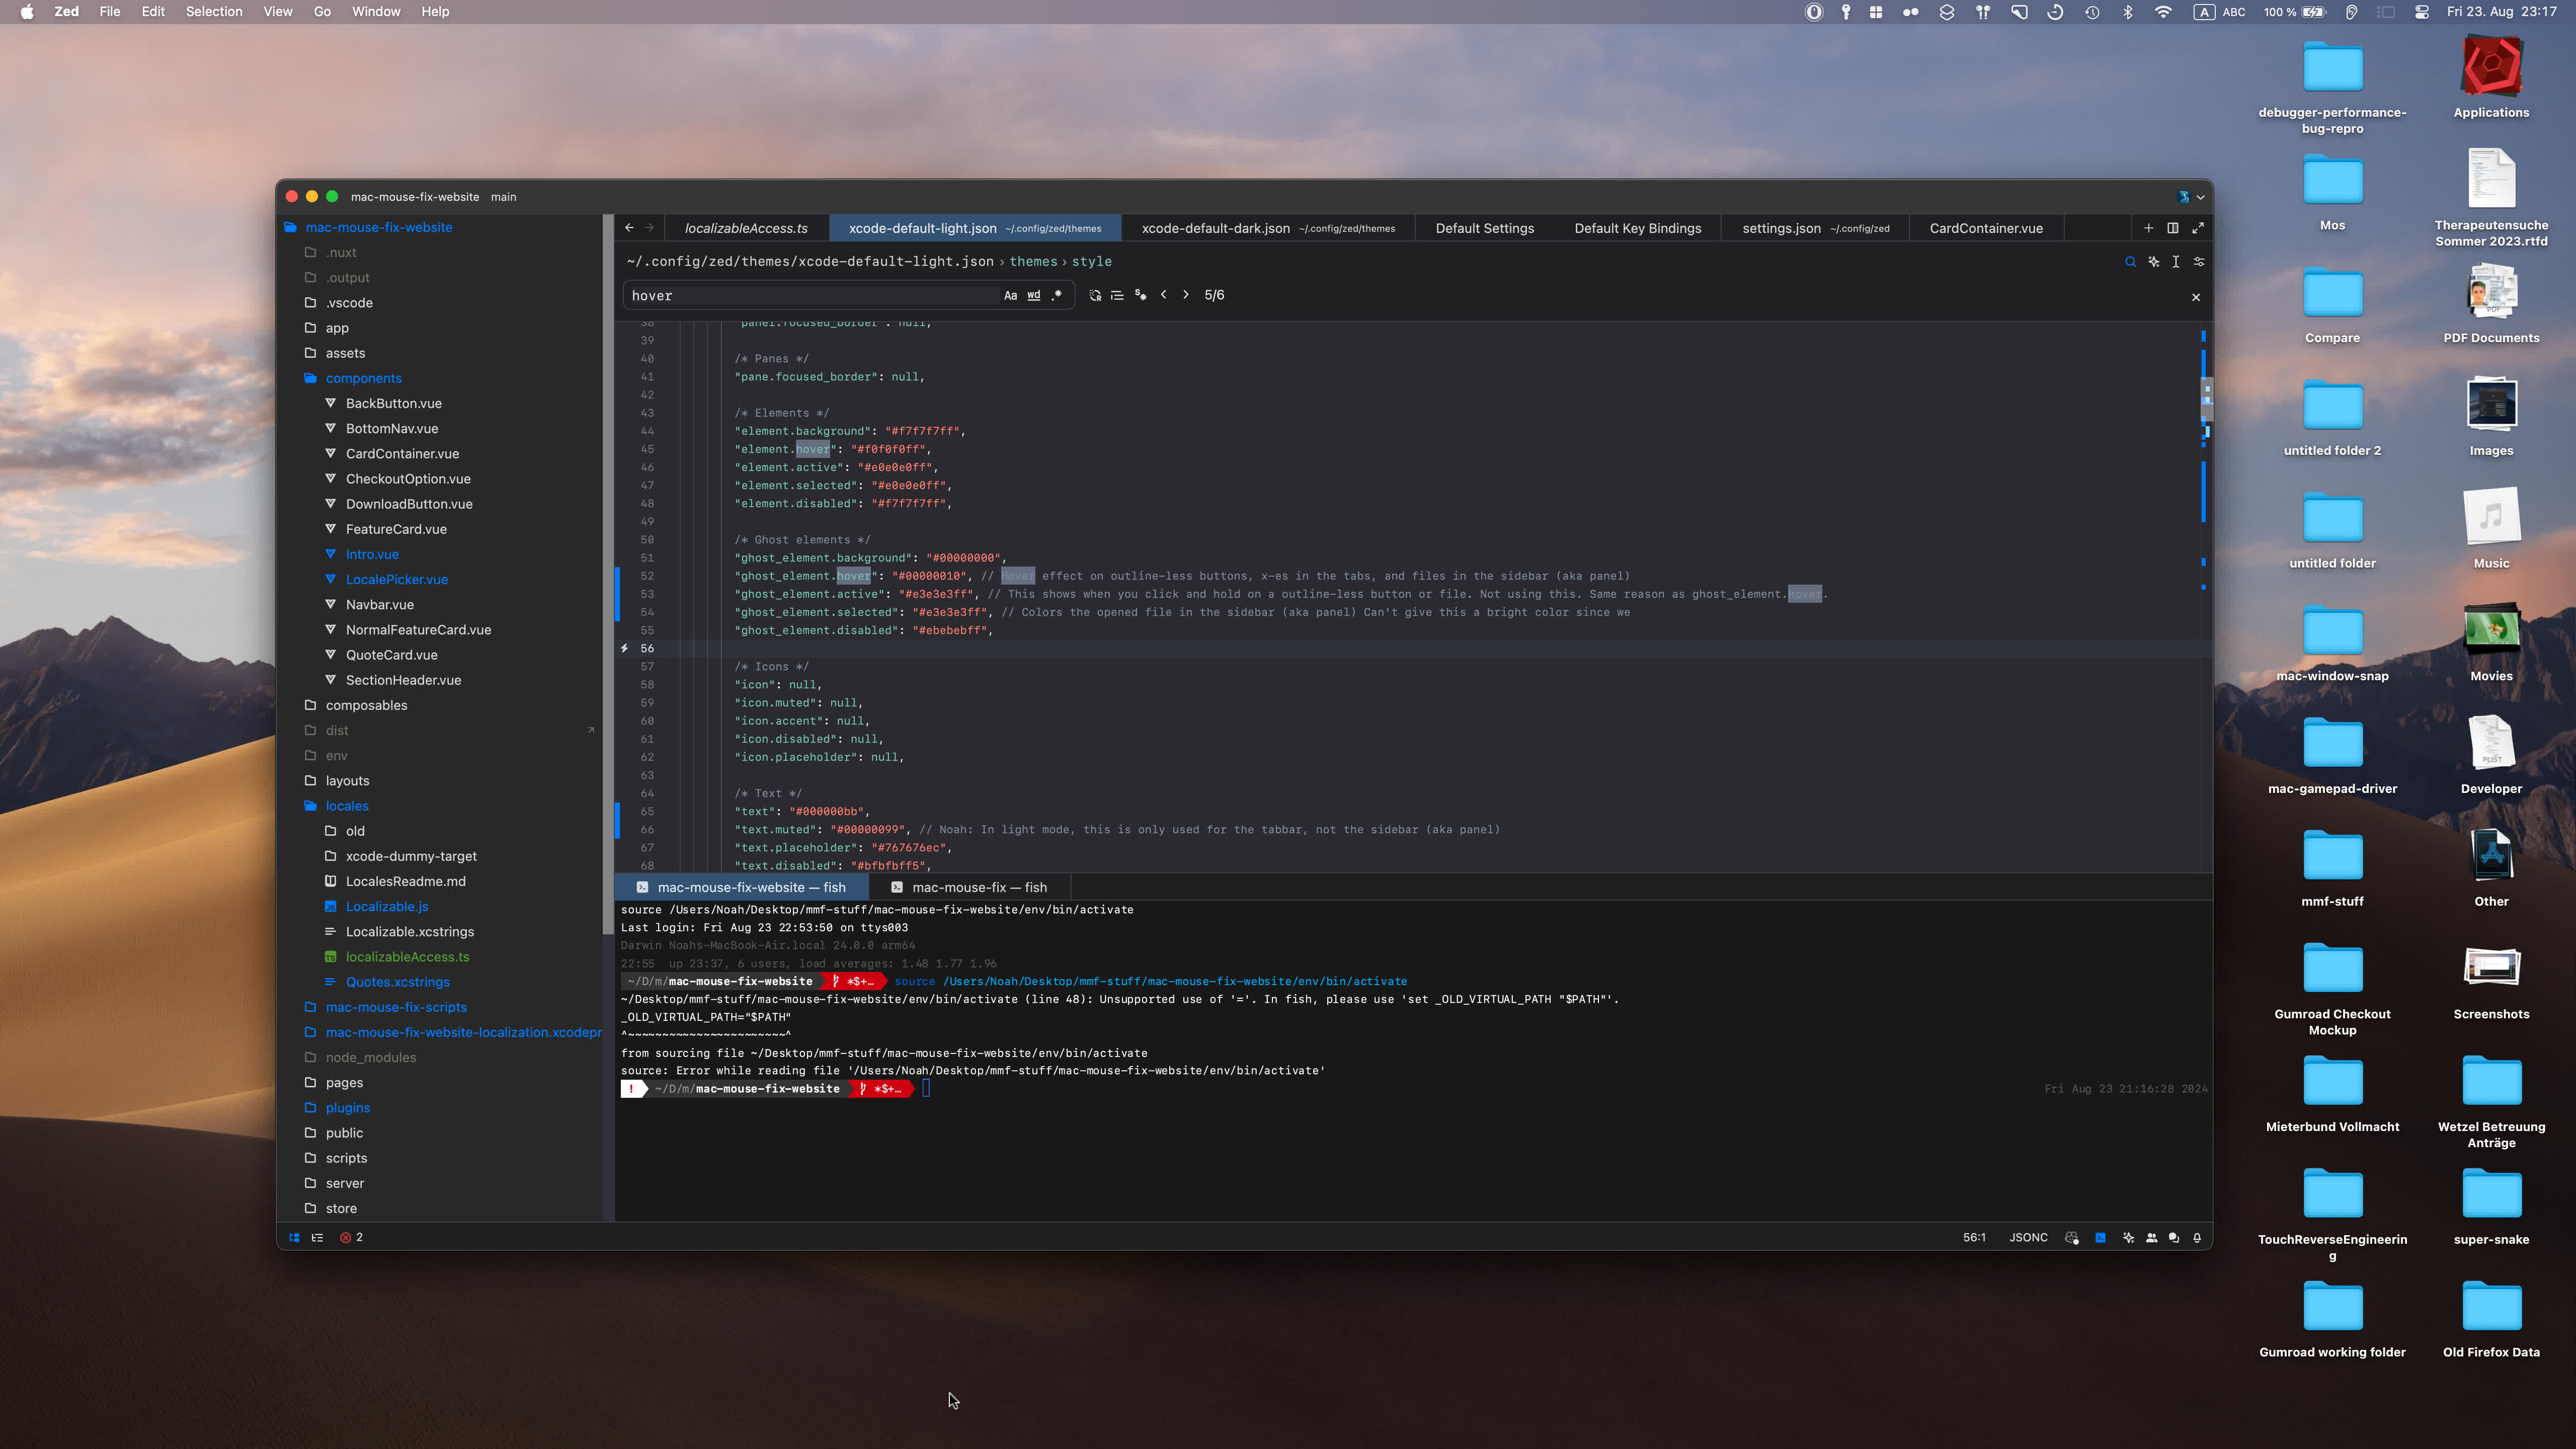 Zed File Edit Selection View Go Window Help
A ABC 100 % Fri 23. Aug 23:17
mac-mouse-fix-website main
mac-mouse-fix-website
.nuxt
.output
.vscode
app
assets
components
BackButton.vue
BottomNav.vue
CardContainer.vue
CheckoutOption.vue
DownloadButton.vue
FeatureCard.vue
Intro.vue
LocalePicker.vue
Navbar.vue
NormalFeatureCard.vue
QuoteCard.vue
SectionHeader.vue
composables
dist
env
layouts
locales
old
xcode-dummy-target
LocalesReadme.md
Localizable.js
Localizable.xcstrings
localizableAccess.ts
Quotes.xcstrings
mac-mouse-fix-scripts
mac-mouse-fix-website-localization.xcodepr
node_modules
pages
plugins
public
scripts
server
store
2
localizableAccess.ts xcode-default-light.json ~/.config/zed/themes xcode-default-dark.json ~/.config/zed/themes Default Settings Default Key Bindings settings.json ~/.config/zed CardContainer.vue
~/.config/zed/themes/xcode-default-light.json › themes › style
hover Aa wd .* 5/6
38 "panel.focused_border": null,
39
40 /* Panes */
41 "pane.focused_border": null,
42
43 /* Elements */
44 "element.background": "#f7f7f7ff",
45 "element.hover": "#f0f0f0ff",
46 "element.active": "#e0e0e0ff",
47 "element.selected": "#e0e0e0ff",
48 "element.disabled": "#f7f7f7ff",
49
50 /* Ghost elements */
51 "ghost_element.background": "#00000000",
52 "ghost_element.hover": "#00000010", // Hover effect on outline-less buttons, x-es in the tabs, and files in the sidebar (aka panel)
53 "ghost_element.active": "#e3e3e3ff", // This shows when you click and hold on a outline-less button or file. Not using this. Same reason as ghost_element.hover.
54 "ghost_element.selected": "#e3e3e3ff", // Colors the opened file in the sidebar (aka panel) Can't give this a bright color since we
55 "ghost_element.disabled": "#ebebebff",
56
57 /* Icons */
58 "icon": null,
59 "icon.muted": null,
60 "icon.accent": null,
61 "icon.disabled": null,
62 "icon.placeholder": null,
63
64 /* Text */
65 "text": "#000000bb",
66 "text.muted": "#00000099", // Noah: In light mode, this is only used for the tabbar, not the sidebar (aka panel)
67 "text.placeholder": "#767676ec",
68 "text.disabled": "#bfbfbff5",
mac-mouse-fix-website — fish mac-mouse-fix — fish
source /Users/Noah/Desktop/mmf-stuff/mac-mouse-fix-website/env/bin/activate
Last login: Fri Aug 23 22:53:50 on ttys003
Darwin Noahs-MacBook-Air.local 24.0.0 arm64
22:55 up 23:37, 6 users, load averages: 1.48 1.77 1.96
~/D/m/mac-mouse-fix-website *$+… source /Users/Noah/Desktop/mmf-stuff/mac-mouse-fix-website/env/bin/activate
~/Desktop/mmf-stuff/mac-mouse-fix-website/env/bin/activate (line 48): Unsupported use of '='. In fish, please use 'set _OLD_VIRTUAL_PATH "$PATH"'.
_OLD_VIRTUAL_PATH="$PATH"
^~~~~~~~~~~~~~~~~~~~~~~~^
from sourcing file ~/Desktop/mmf-stuff/mac-mouse-fix-website/env/bin/activate
source: Error while reading file '/Users/Noah/Desktop/mmf-stuff/mac-mouse-fix-website/env/bin/activate'
! ~/D/m/mac-mouse-fix-website *$+… Fri Aug 23 21:16:28 2024
56:1 JSONC
debugger-performance-
bug-repro
Applications
Mos
Therapeutensuche
Sommer 2023.rtfd
Compare
PDF
PDF Documents
untitled folder 2
Images
untitled folder
Music
mac-window-snap
Movies
mac-gamepad-driver
PLIST
Developer
mmf-stuff
Other
Gumroad Checkout
Mockup
Screenshots
Mieterbund Vollmacht
Wetzel Betreuung
Anträge
TouchReverseEngineerin
g
super-snake
Gumroad working folder
Old Firefox Data